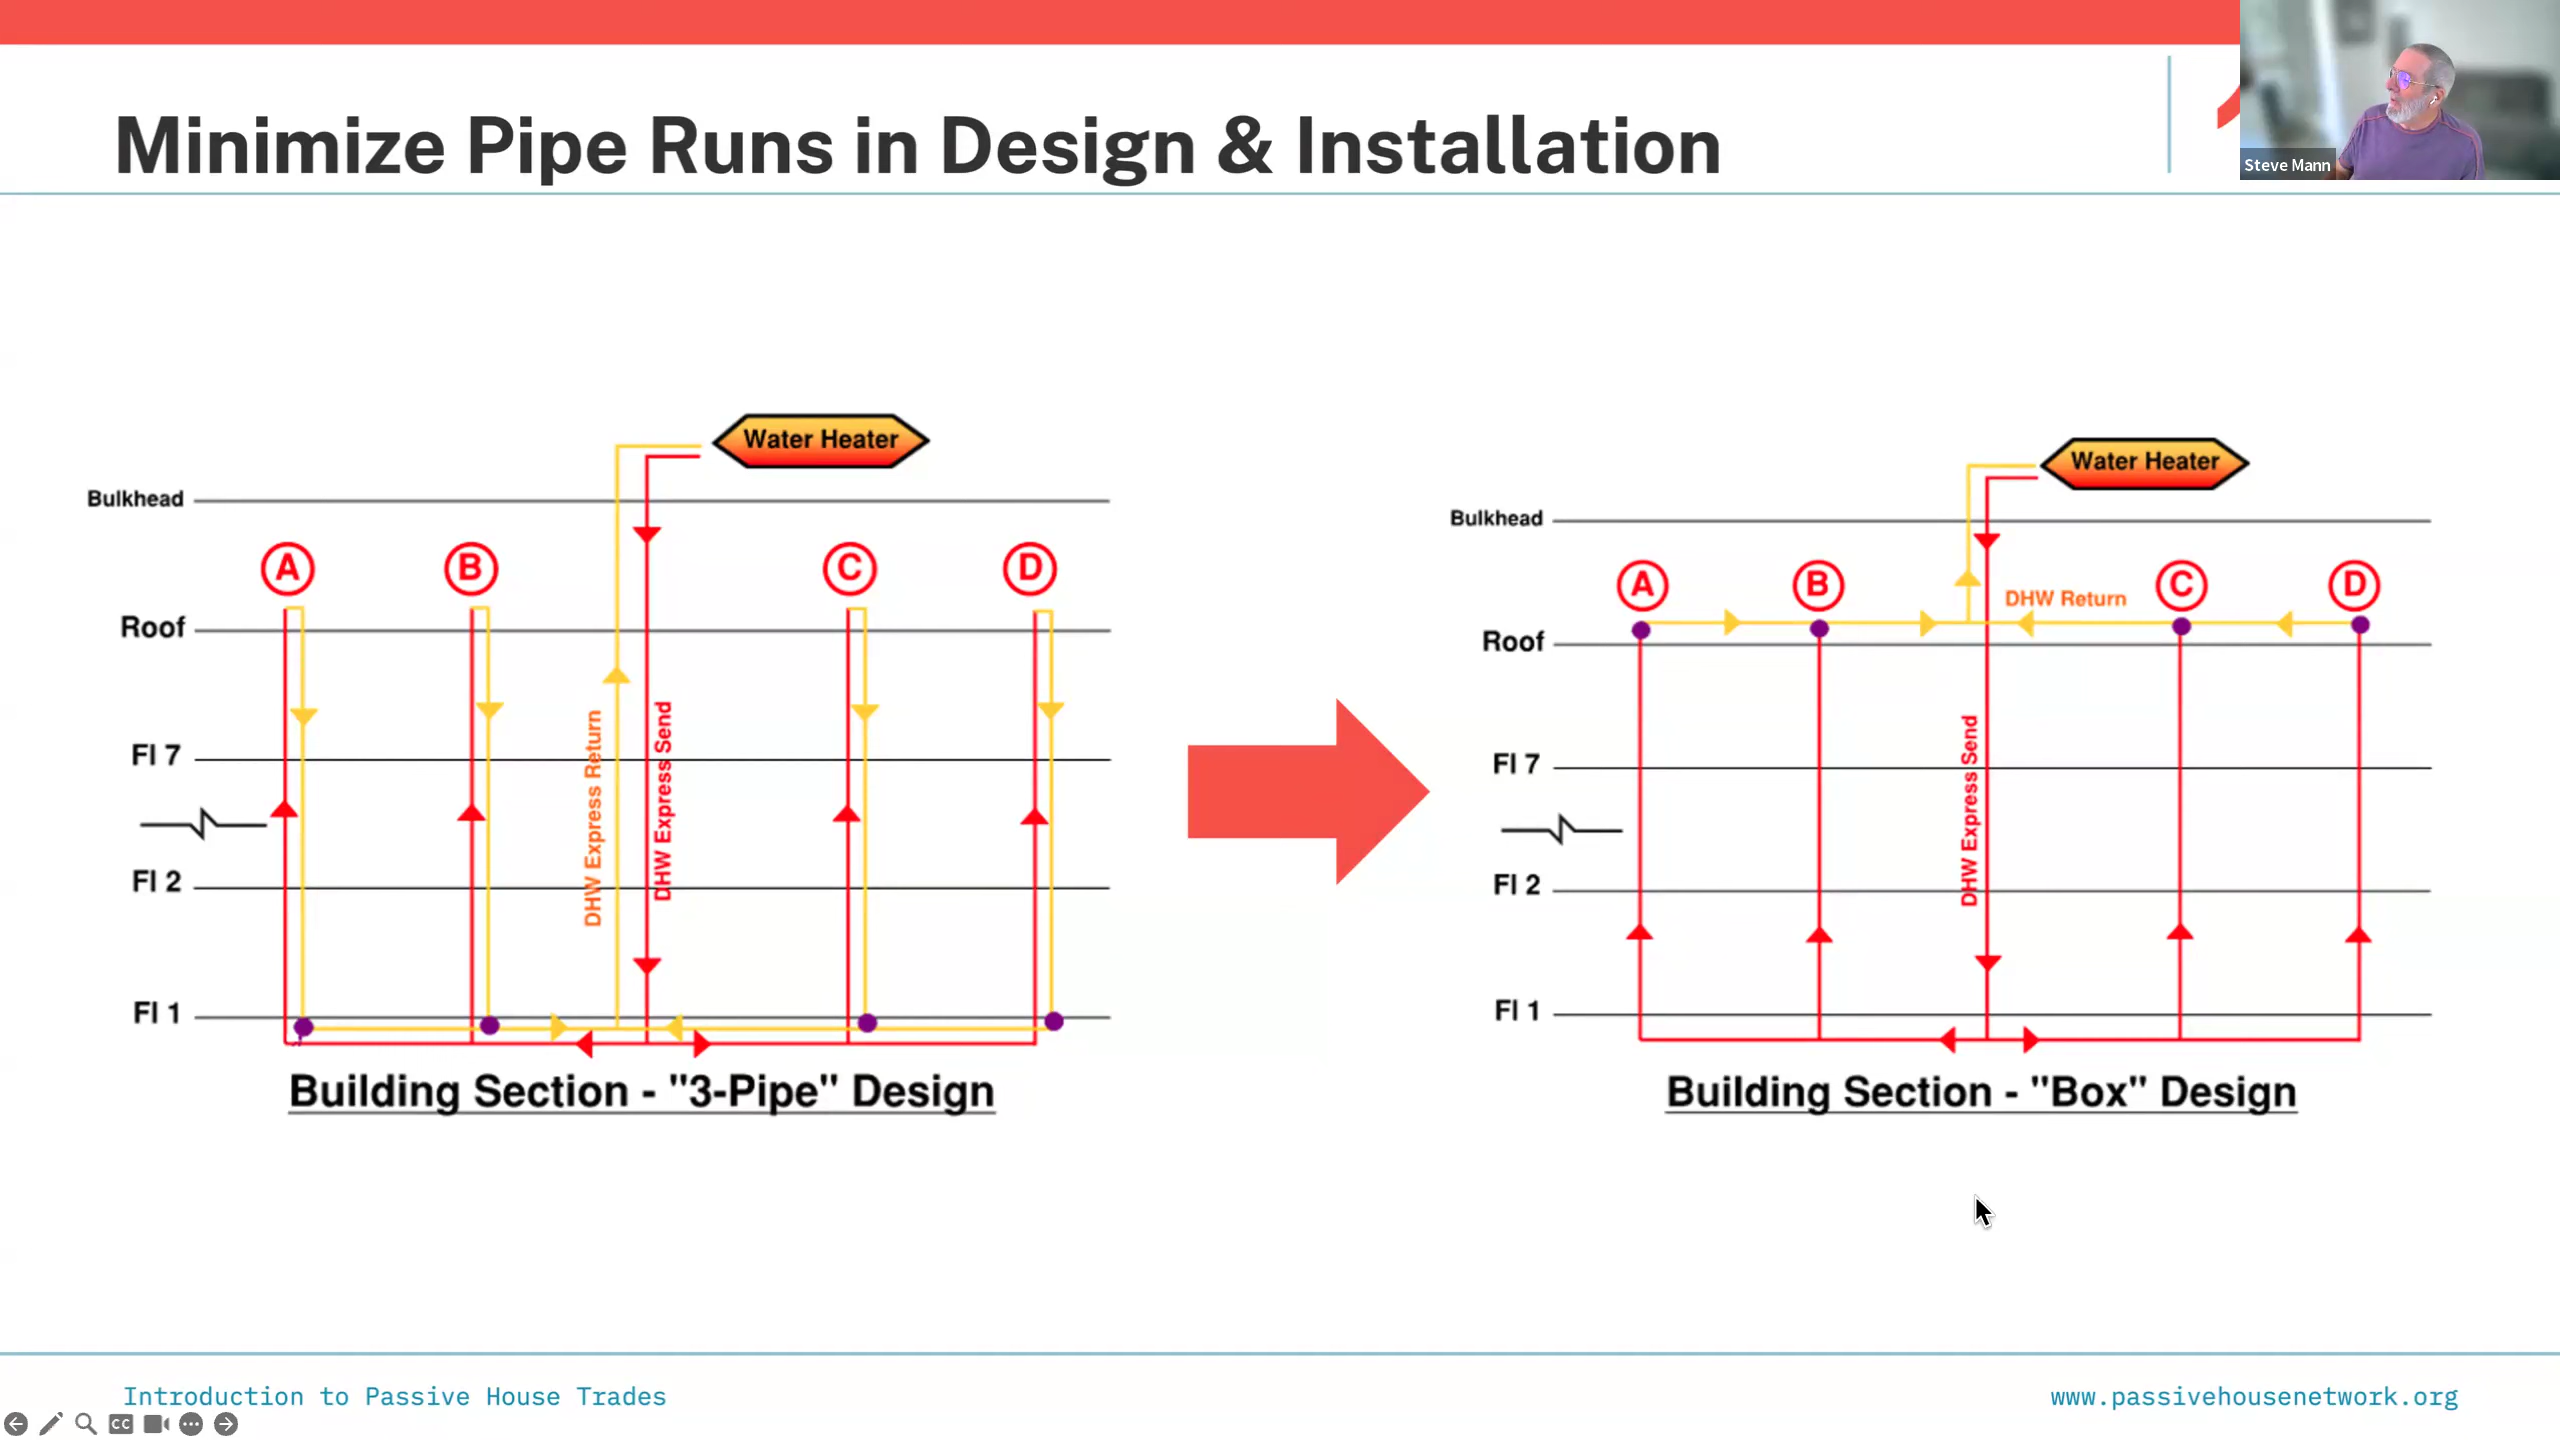 Minimize Pipe Runs in Design & Installation
Steve Mann
Water Heater
Bulkhead
A
B
C
D
Roof
Fl 7
DHW Express Return
DHW Express Send
Fl 2
Fl 1
Building Section - "3-Pipe" Design
Water Heater
Bulkhead
A
B
DHW Return
C
D
Roof
Fl 7
DHW Express Send
Fl 2
Fl 1
Building Section - "Box" Design
Introduction to Passive House Trades
www.passivehousenetwork.org
CC